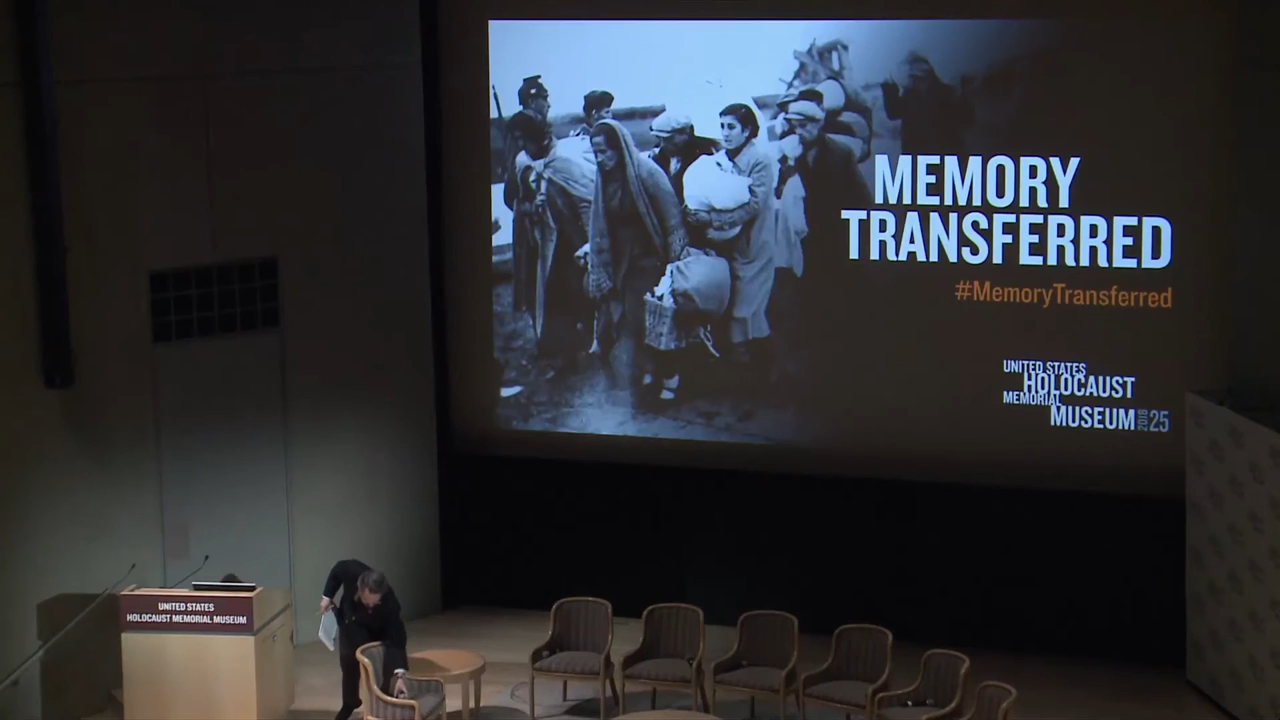 MEMORY
TRANSFERRED
#MemoryTransferred
UNITED STATES
HOLOCAUST
MEMORIAL
MUSEUM 2018 25
UNITED STATES
HOLOCAUST MEMORIAL MUSEUM